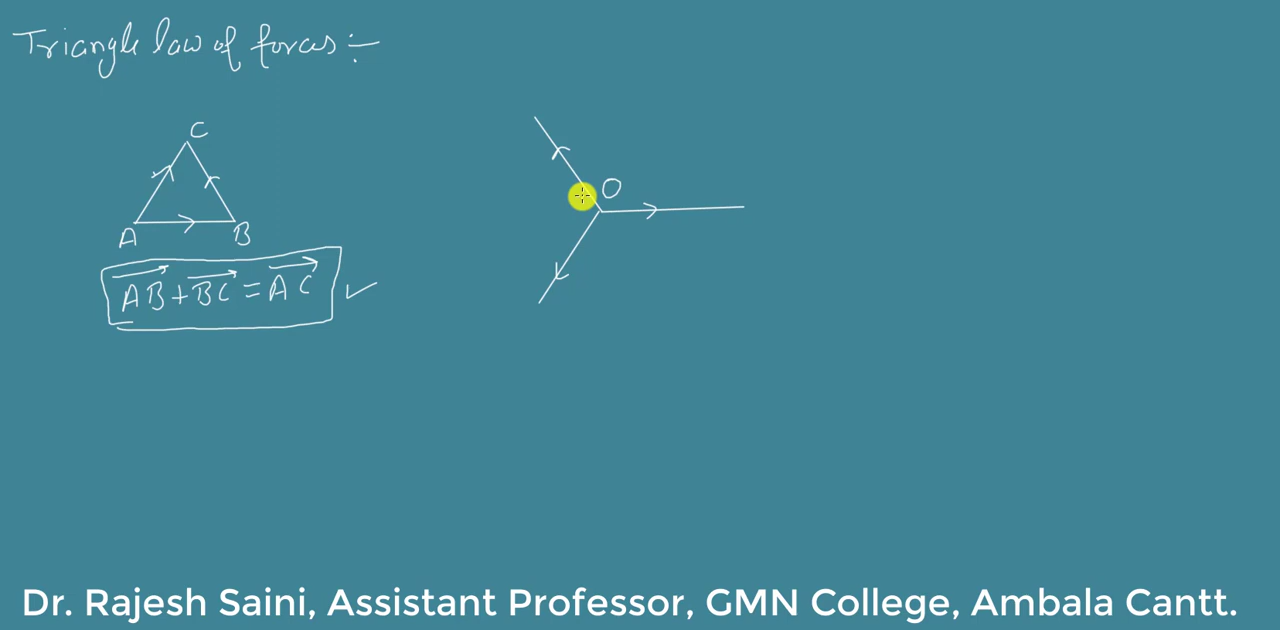 Triangle law of forces :-
C
A
B
AB + BC = AC
O
Dr. Rajesh Saini, Assistant Professor, GMN College, Ambala Cantt.